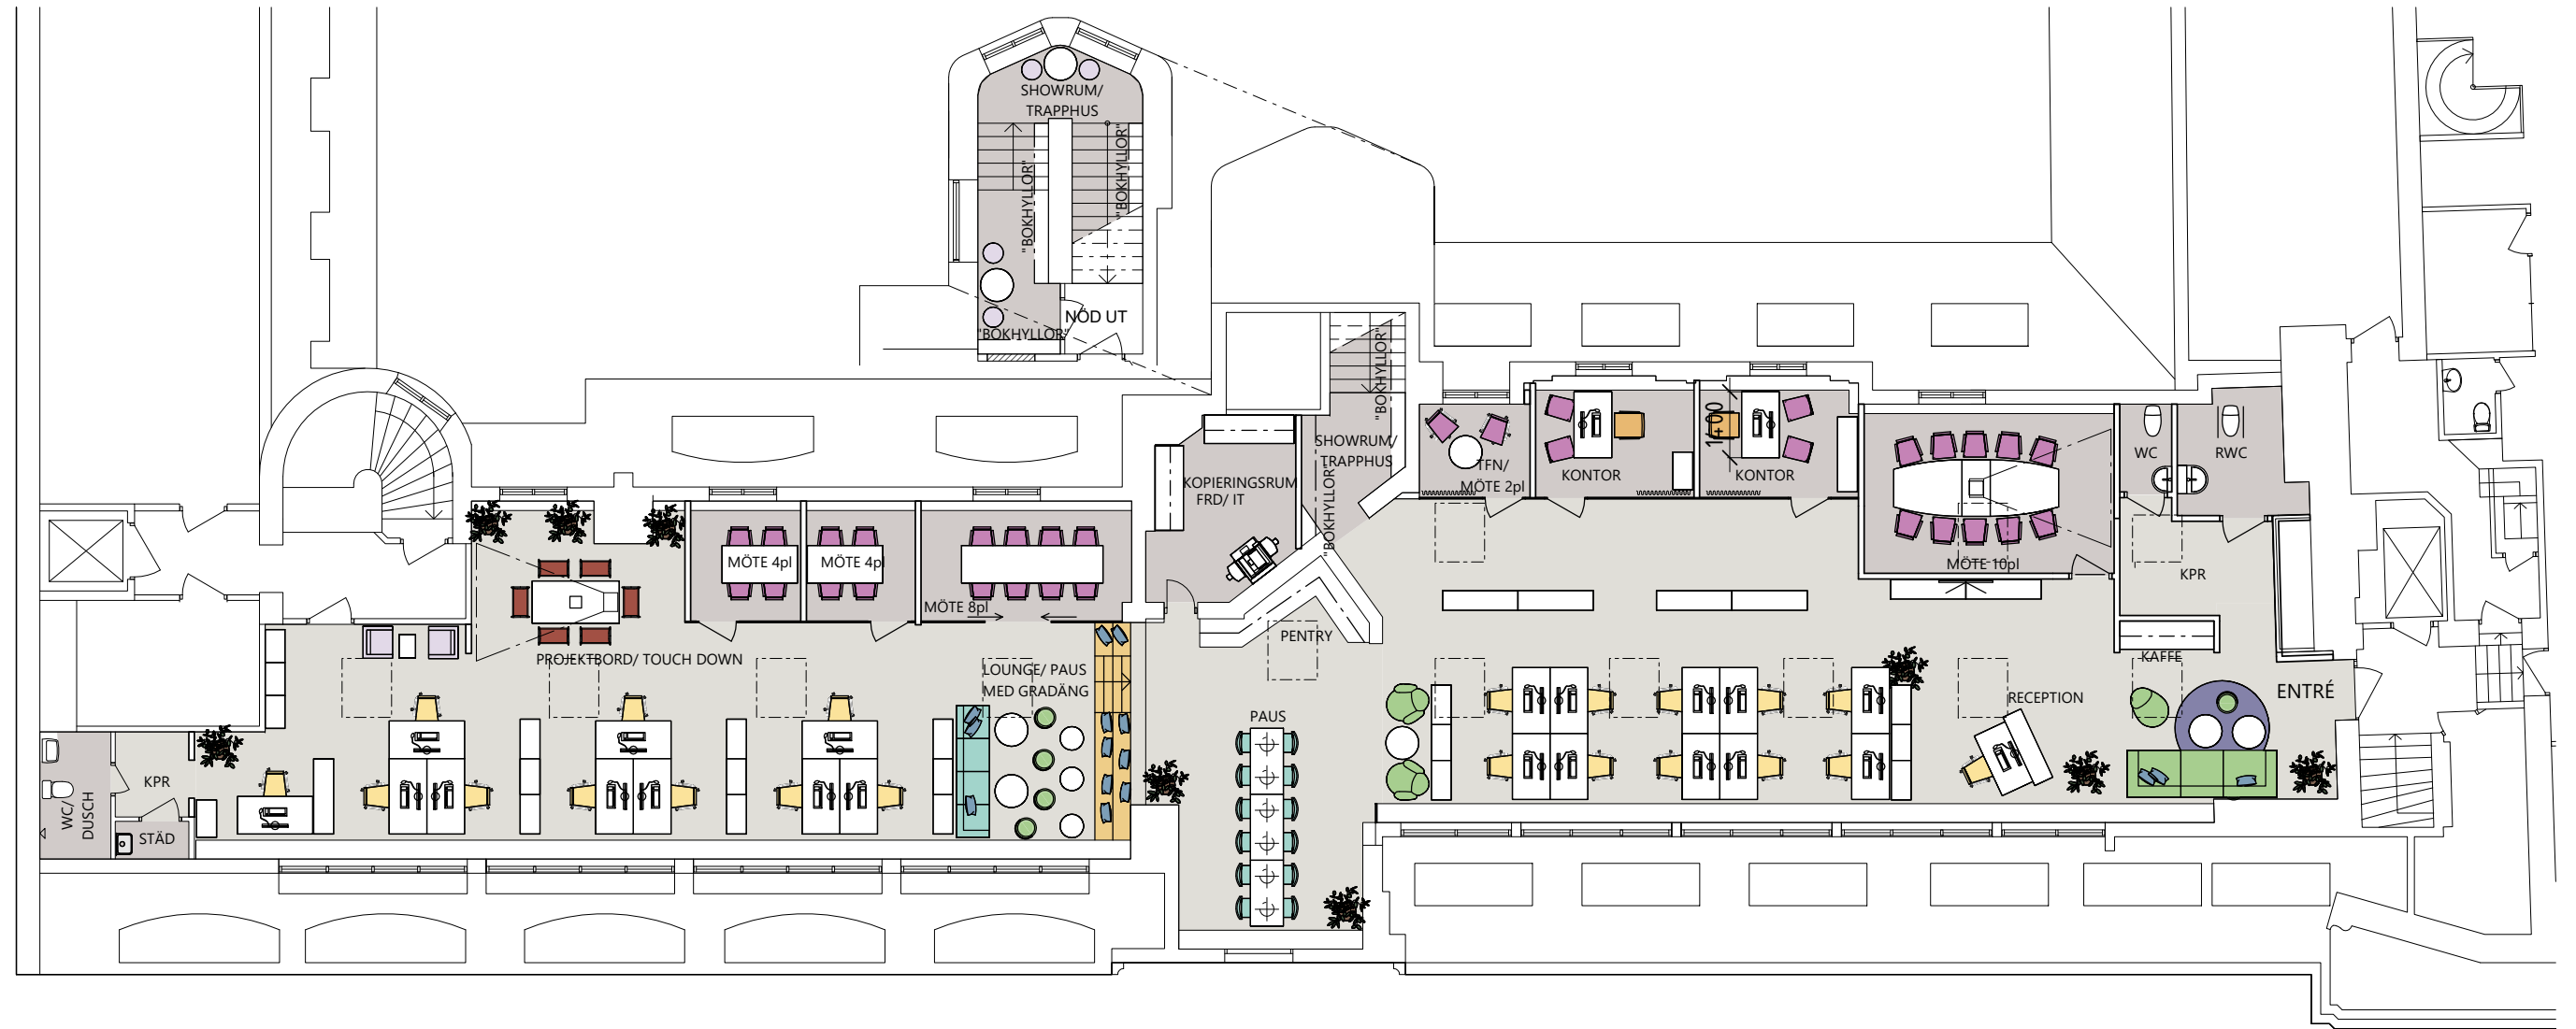 SHOWRUM/
TRAPPHUS
"BOKHYLLOR"
"BOKHYLLOR"
"BOKHYLLOR"
NÖD UT
"BOKHYLLOR"
SHOWRUM/
TRAPPHUS
"BOKHYLLOR"
KOPIERINGSRUM
FRD/ IT
TFN/
MÖTE 2pl
KONTOR
1400
KONTOR
MÖTE 10pl
WC
RWC
KPR
MÖTE 4pl
MÖTE 4pl
MÖTE 8pl
PROJEKTBORD/ TOUCH DOWN
LOUNGE/ PAUS
MED GRADÄNG
PENTRY
PAUS
KAFFE
RECEPTION
ENTRÉ
WC/
DUSCH
KPR
STÄD